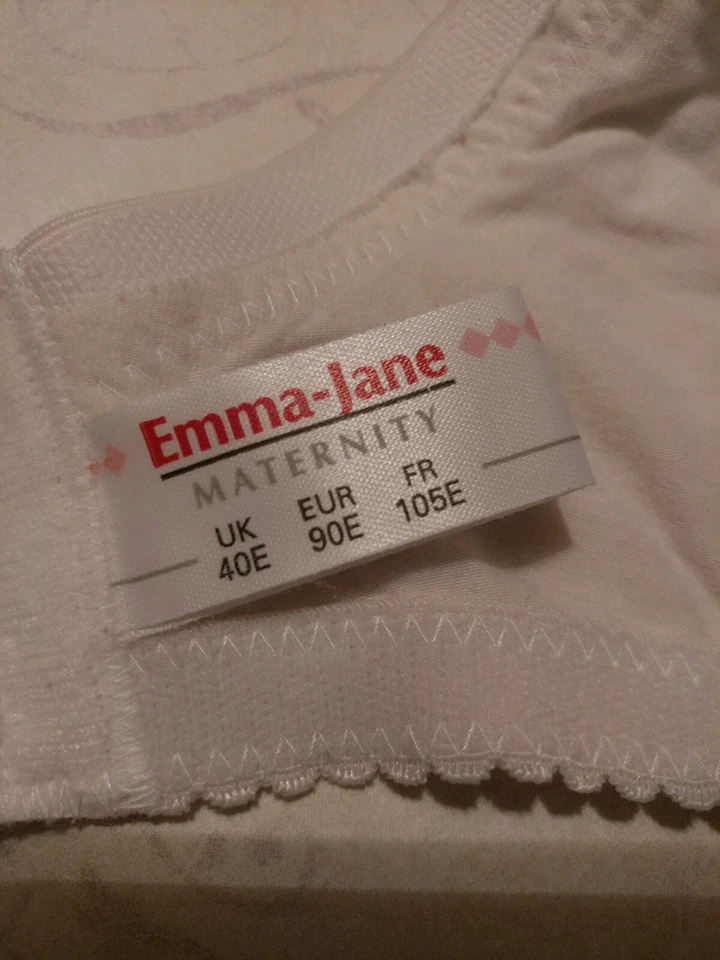 Emma-Jane
MATERNITY
UK EUR FR
40E 90E 105E